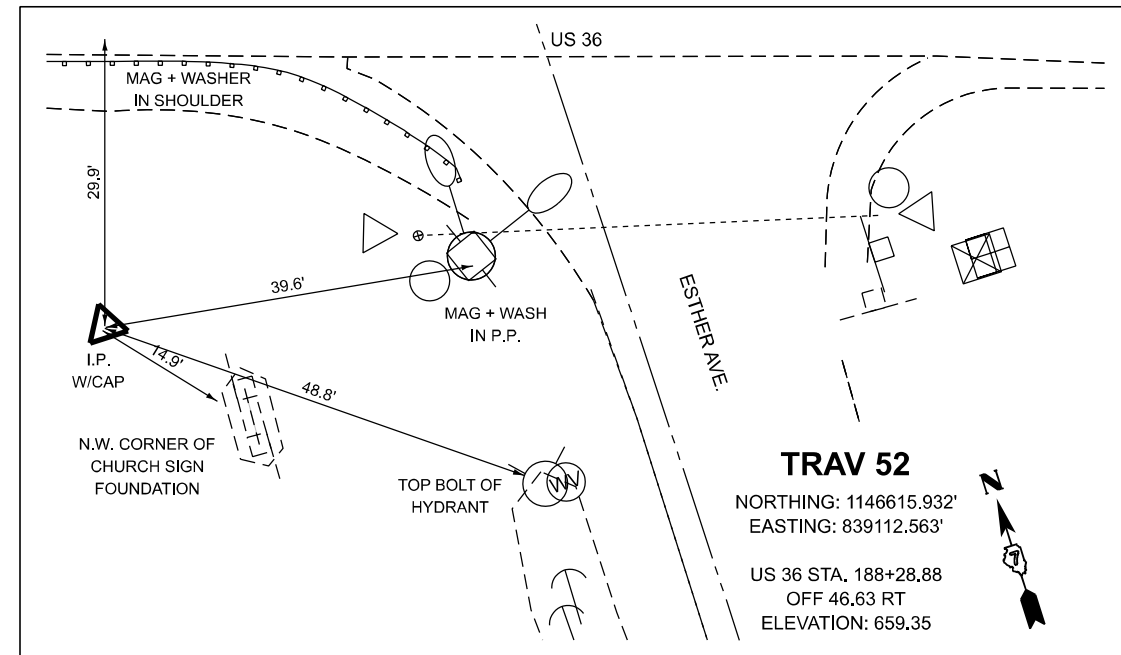 US 36
MAG + WASHER
IN SHOULDER
29.9'
39.6'
MAG + WASH
IN P.P.
ESTHER AVE.
I.P.
W/CAP
14.9'
48.8'
N.W. CORNER OF
CHURCH SIGN
FOUNDATION
TOP BOLT OF
HYDRANT
W
TRAV 52
NORTHING: 1146615.932'
EASTING: 839112.563'
US 36 STA. 188+28.88
OFF 46.63 RT
ELEVATION: 659.35
N
7